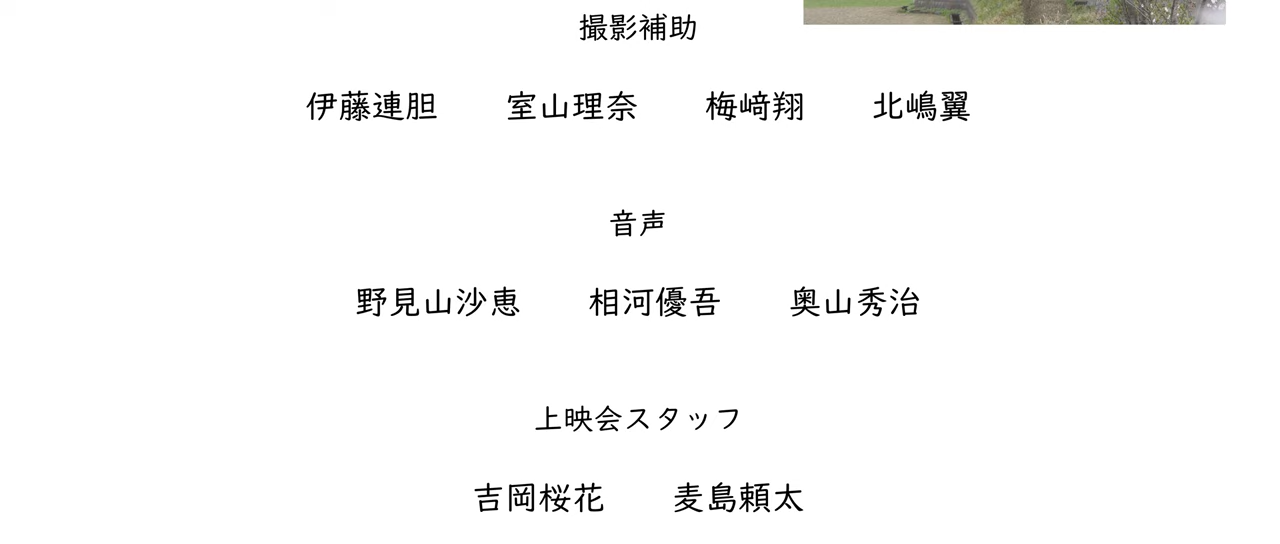 撮影補助
伊藤連胆　　室山理奈　　梅﨑翔　　北嶋翼
音声
野見山沙恵　　相河優吾　　奥山秀治
上映会スタッフ
吉岡桜花　　麦島頼太